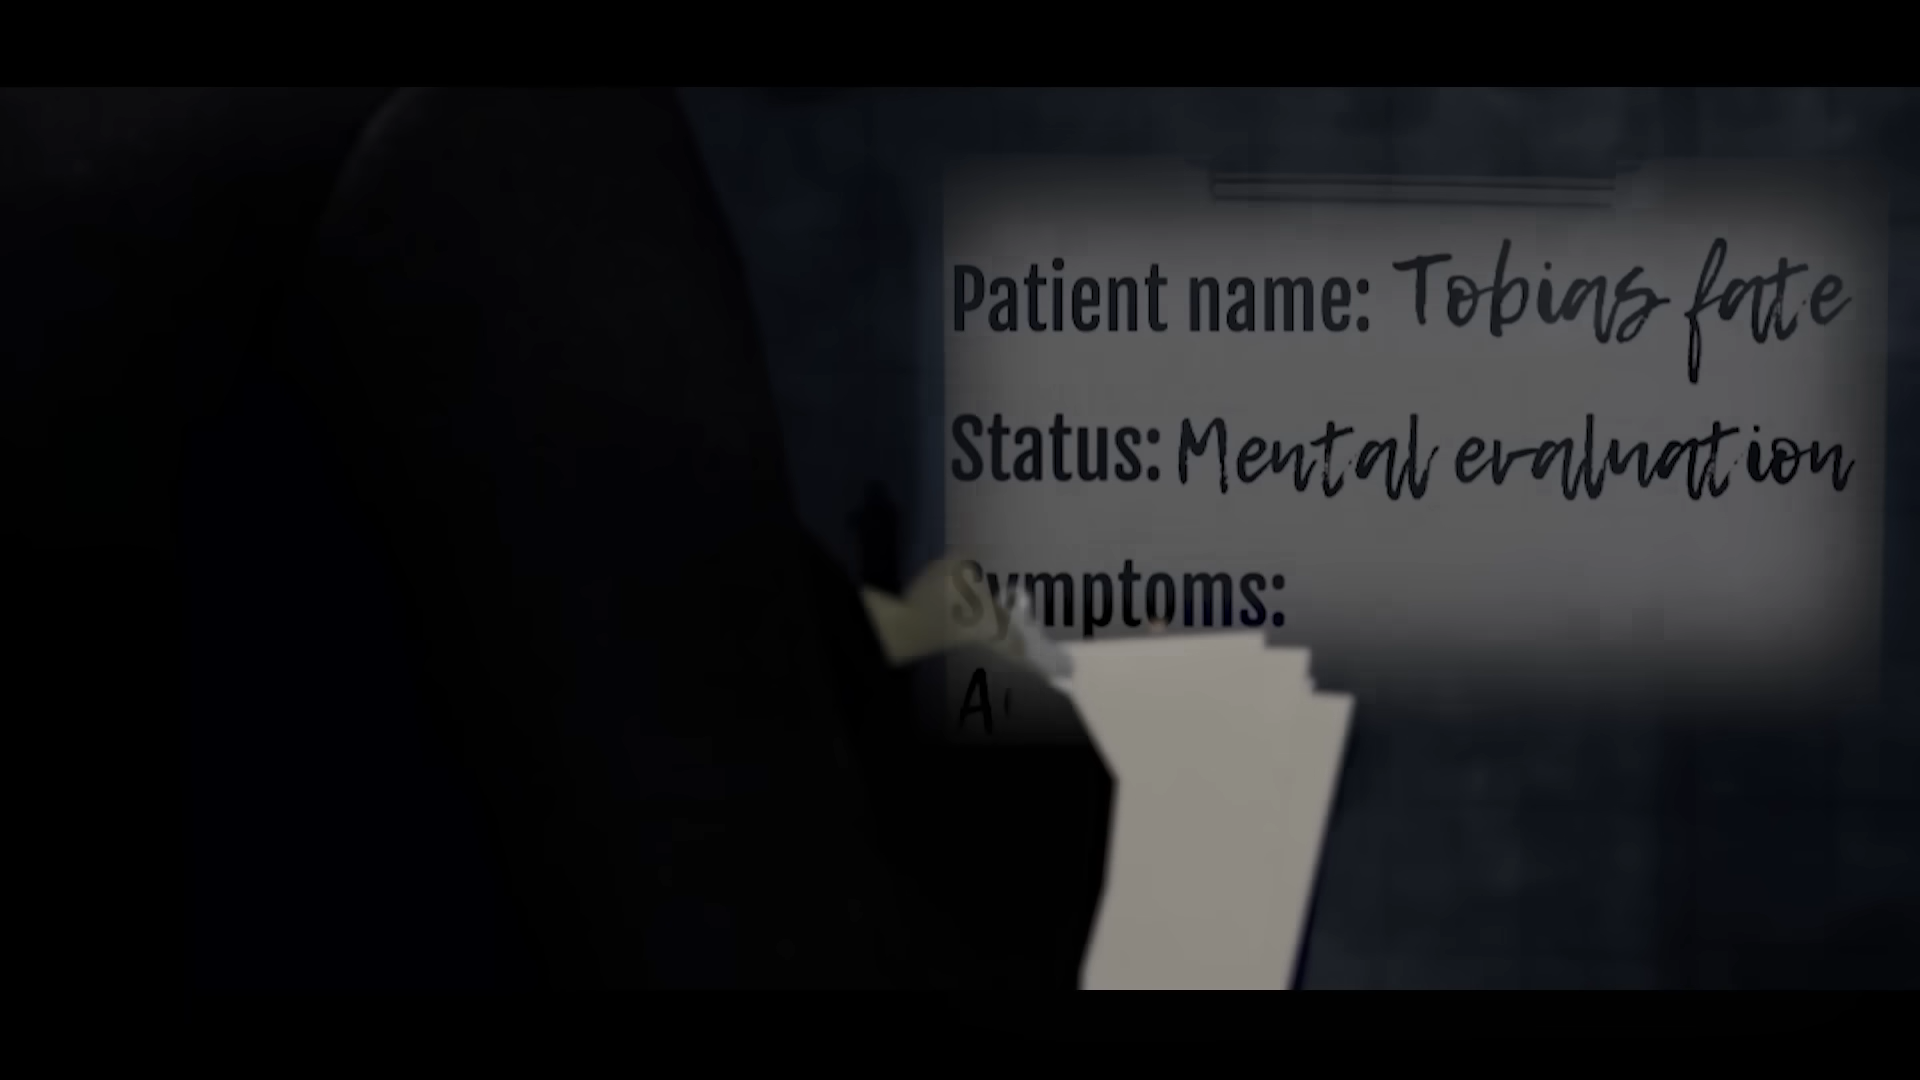 Patient name: Tobias fate
Status: Mental evaluation
Symptoms: